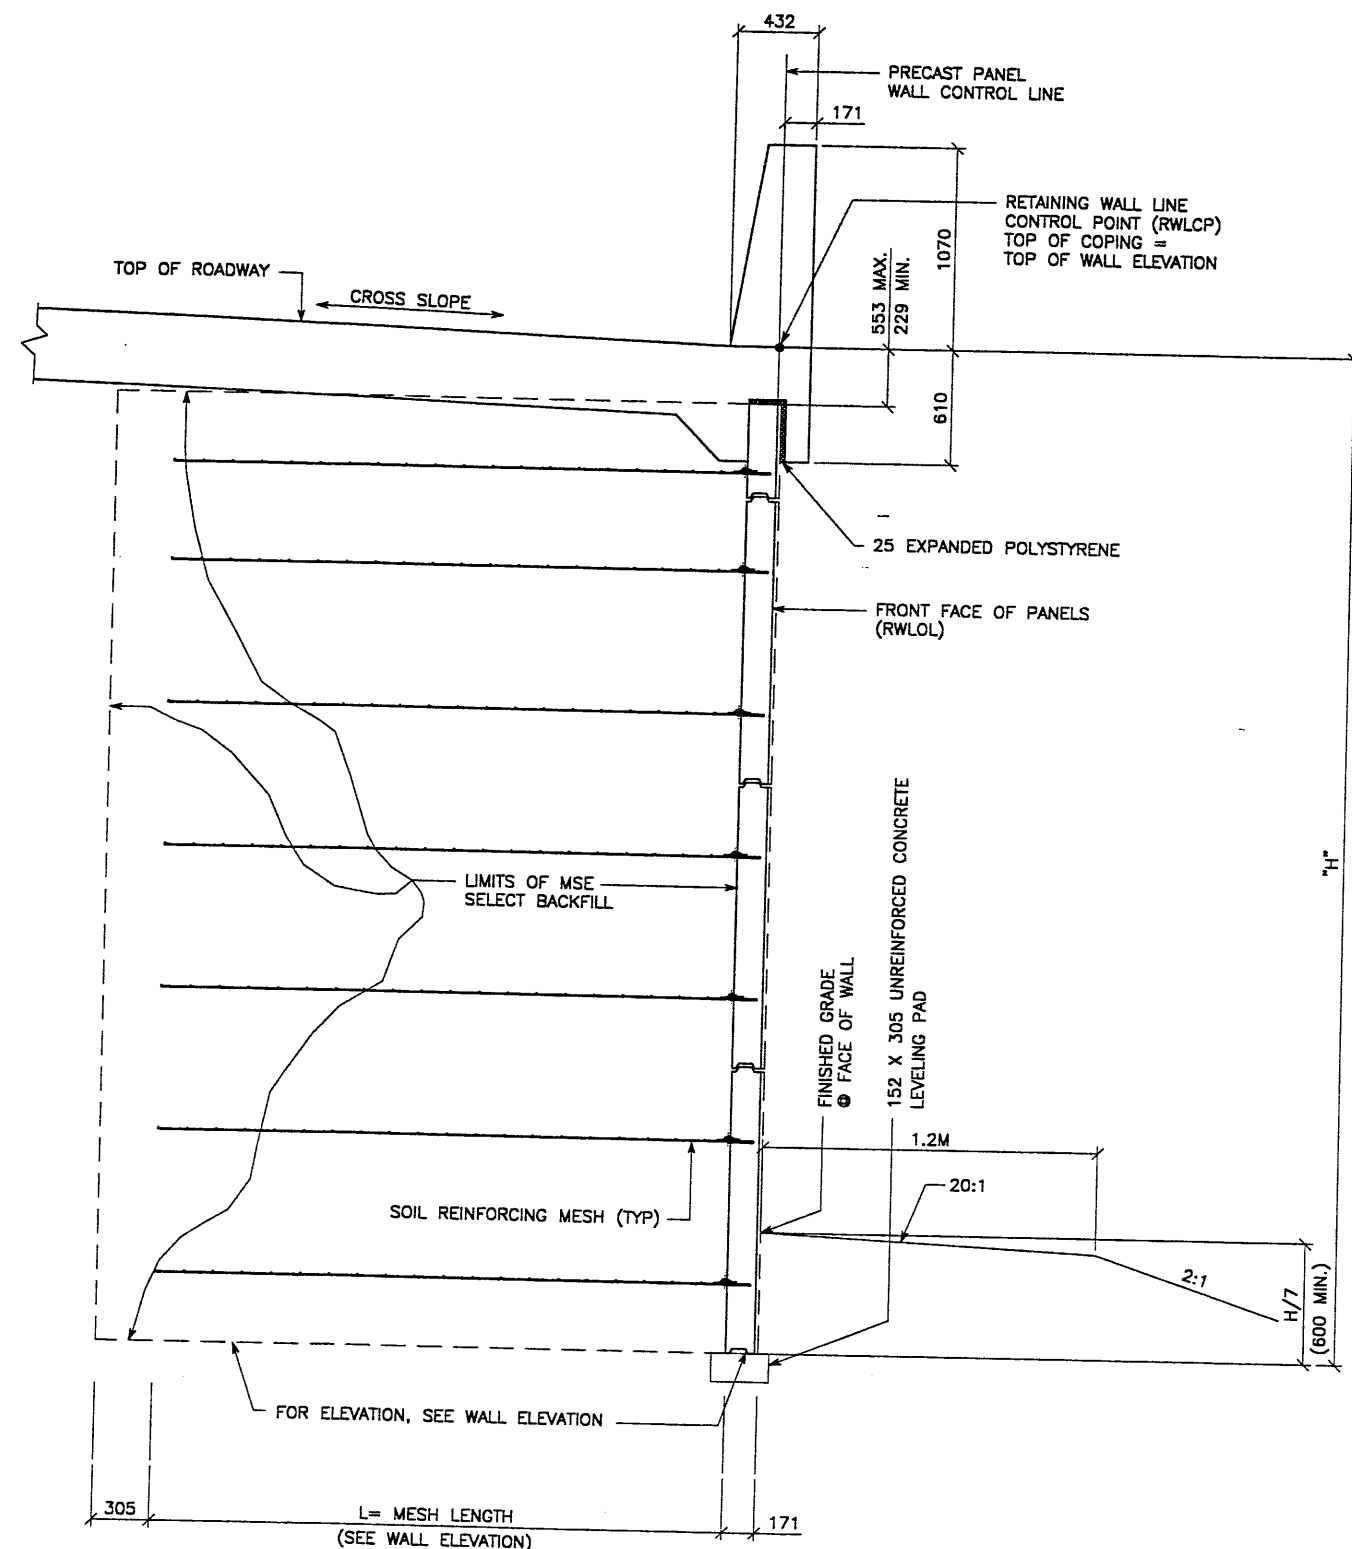 432
PRECAST PANEL
WALL CONTROL LINE
171
RETAINING WALL LINE
CONTROL POINT (RWLCP)
TOP OF COPING =
TOP OF WALL ELEVATION
1070
553 MAX.
229 MIN.
TOP OF ROADWAY
CROSS SLOPE
610
25 EXPANDED POLYSTYRENE
FRONT FACE OF PANELS
(RWLOL)
LIMITS OF MSE
SELECT BACKFILL
"H"
FINISHED GRADE
@ FACE OF WALL
152 X 305 UNREINFORCED CONCRETE
LEVELING PAD
1.2M
20:1
SOIL REINFORCING MESH (TYP)
2:1
H/7
(600 MIN.)
FOR ELEVATION, SEE WALL ELEVATION
305
L= MESH LENGTH
(SEE WALL ELEVATION)
171